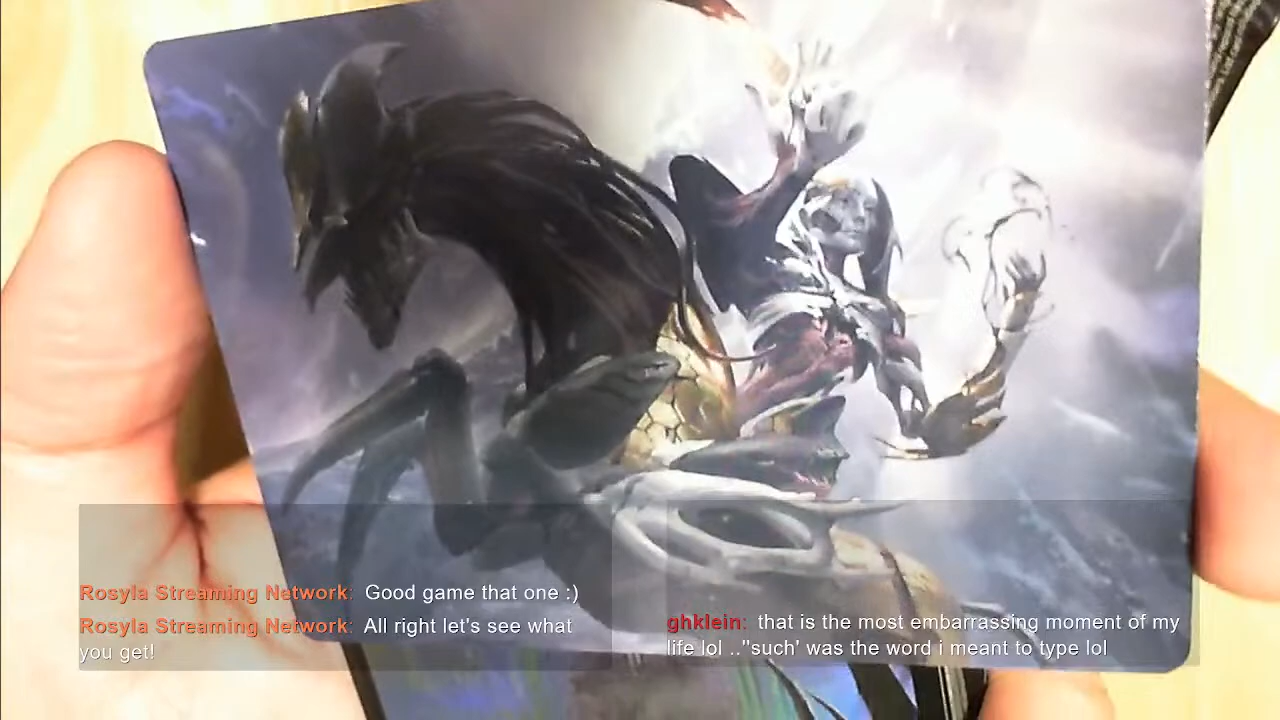 Rosyla Streaming Network: Good game that one :)
Rosyla Streaming Network: All right let's see what
you get!
ghklein: that is the most embarrassing moment of my
life lol .."such' was the word i meant to type lol